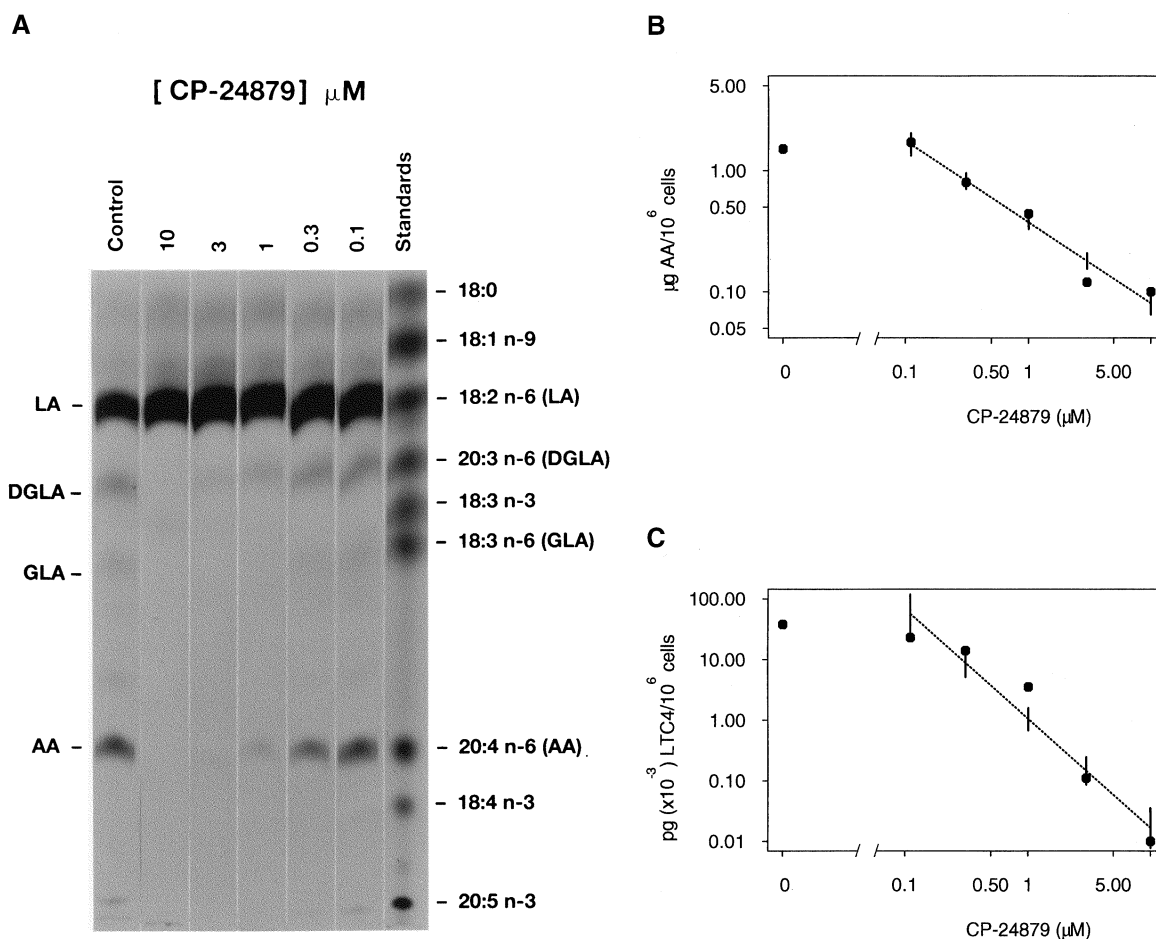 A
[ CP-24879] μM
Control 10 3 1 0.3 0.1 Standards
18:0
18:1 n-9
LA –
18:2 n-6 (LA)
20:3 n-6 (DGLA)
DGLA –
18:3 n-3
18:3 n-6 (GLA)
GLA –
AA –
20:4 n-6 (AA)
18:4 n-3
20:5 n-3
B
μg AA/10⁶ cells
5.00
1.00
0.50
0.10
0.05
0 0.1 0.50 1 5.00
CP-24879 (μM)
C
pg (x10⁻³) LTC4/10⁶ cells
100.00
10.00
1.00
0.10
0.01
0 0.1 0.50 1 5.00
CP-24879 (μM)